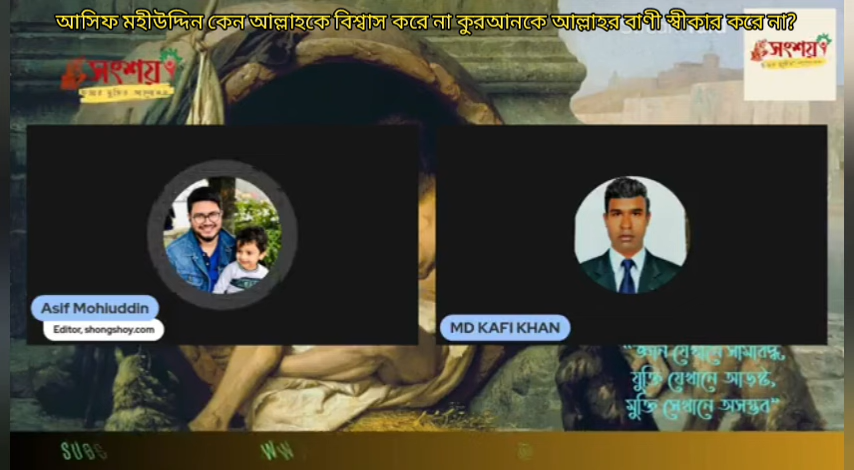 আসিফ মহীউদ্দিন কেন আল্লাহকে বিশ্বাস করে না কুরআনকে আল্লাহর বাণী স্বীকার করে না?
সংশয়
সংশয়
Asif Mohiuddin
Editor, shongshoy.com
MD KAFI KHAN
"জ্ঞান যেখানে সীমাবদ্ধ,
যুক্তি যেখানে আড়ষ্ট,
মুক্তি সেখানে অসম্ভব"
SUBS